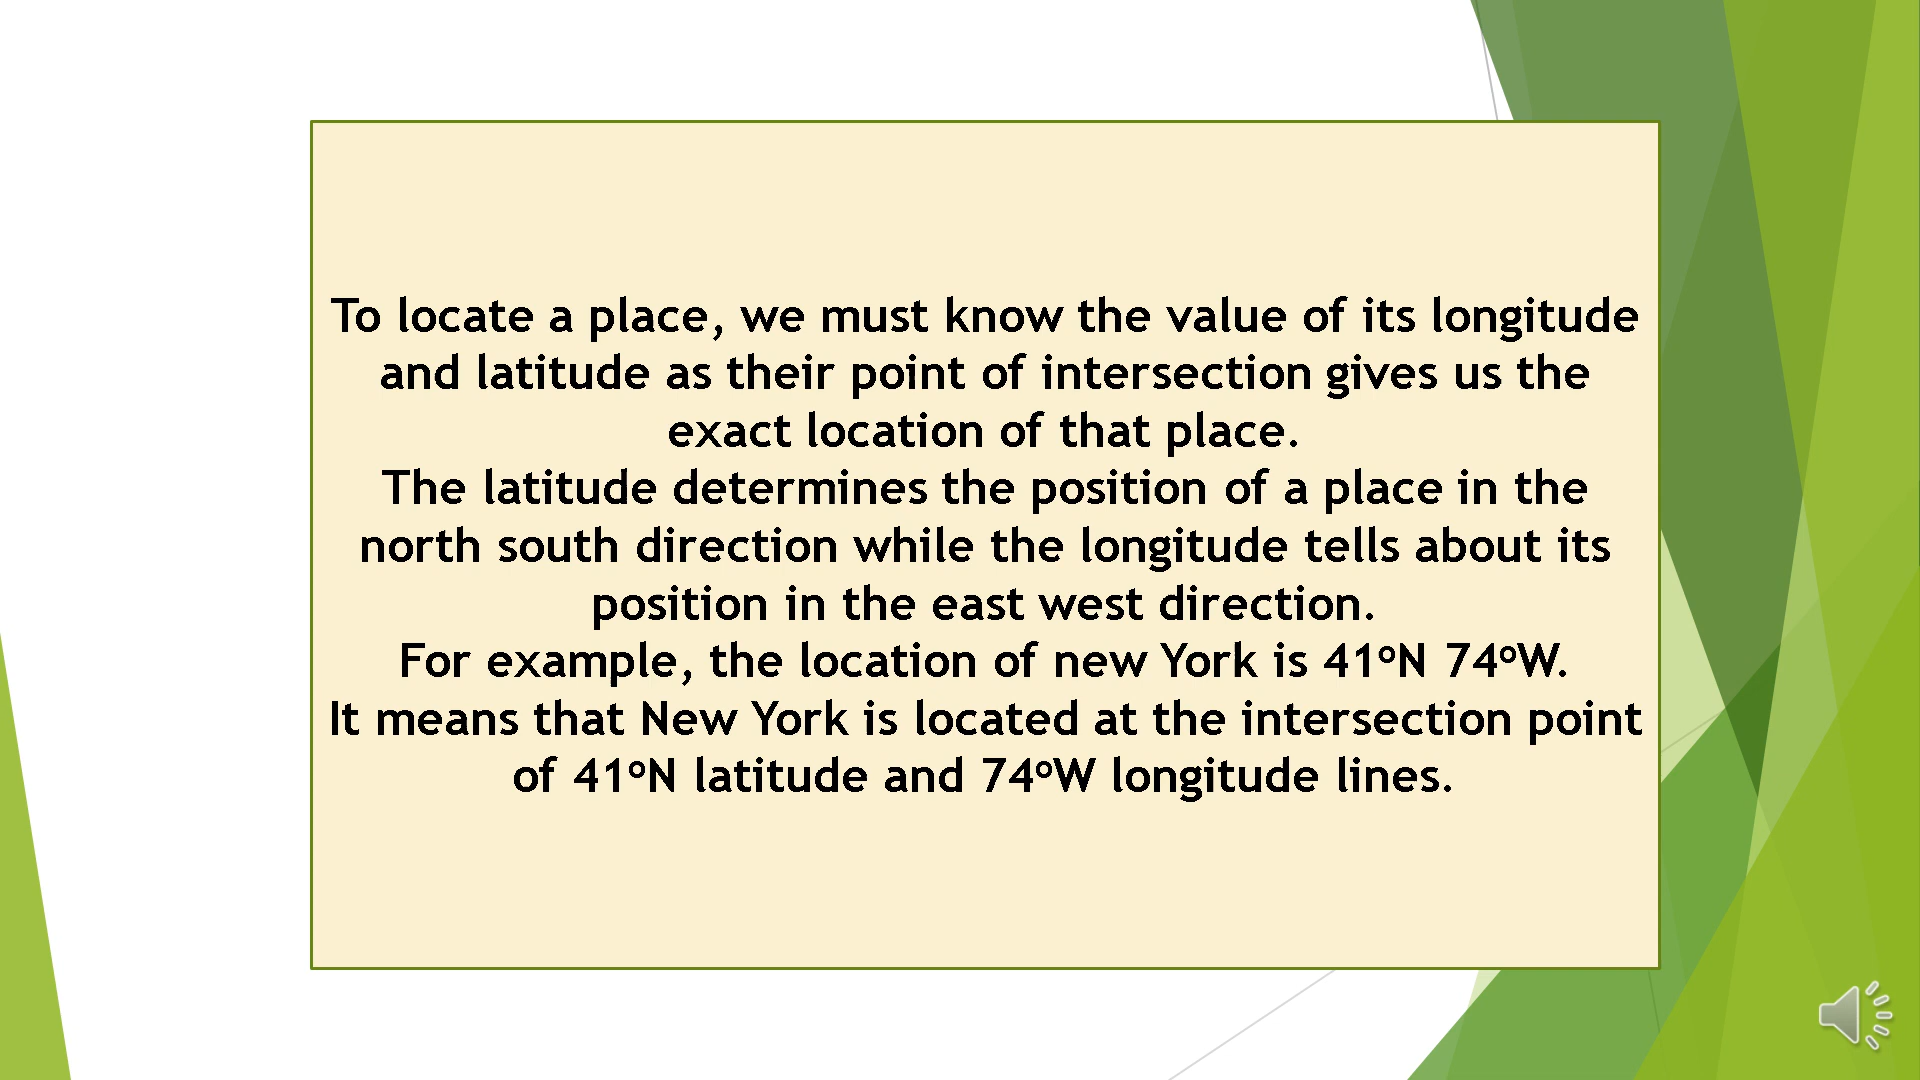 To locate a place, we must know the value of its longitude
and latitude as their point of intersection gives us the
exact location of that place.
The latitude determines the position of a place in the
north south direction while the longitude tells about its
position in the east west direction.
For example, the location of new York is 41ᵒN 74ᵒW.
It means that New York is located at the intersection point
of 41ᵒN latitude and 74ᵒW longitude lines.